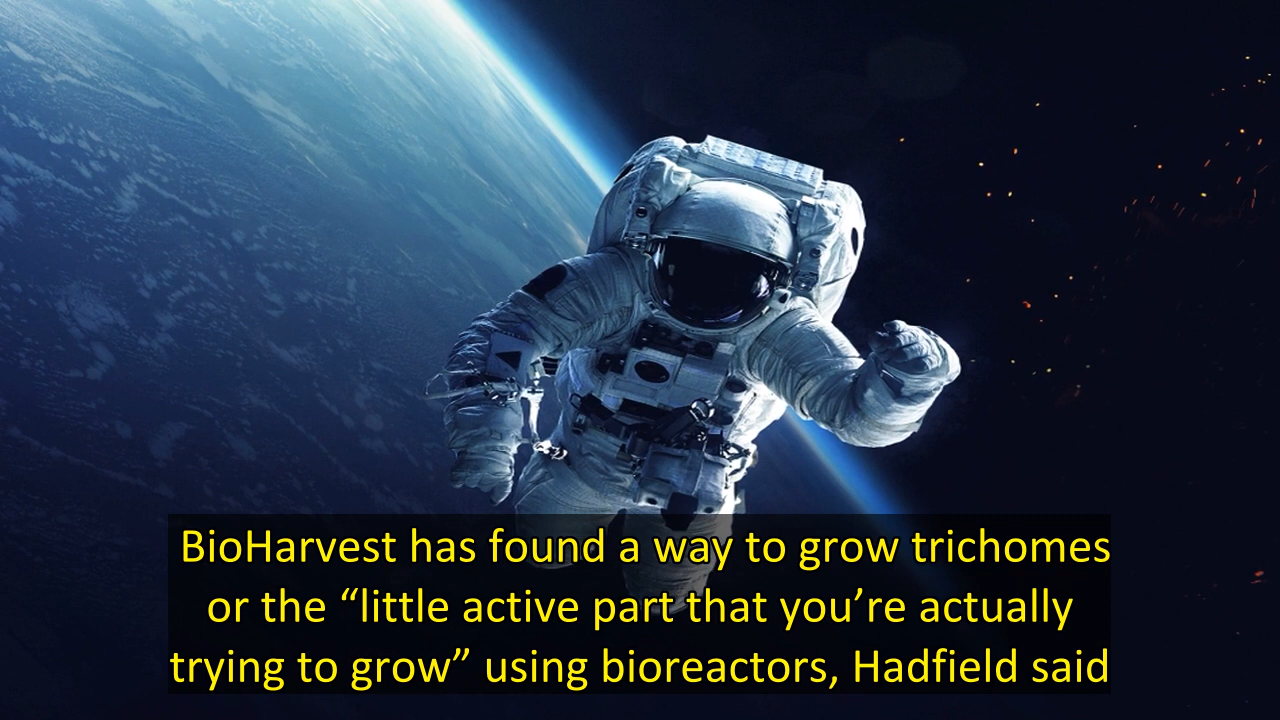 BioHarvest has found a way to grow trichomes
or the “little active part that you’re actually
trying to grow” using bioreactors, Hadfield said